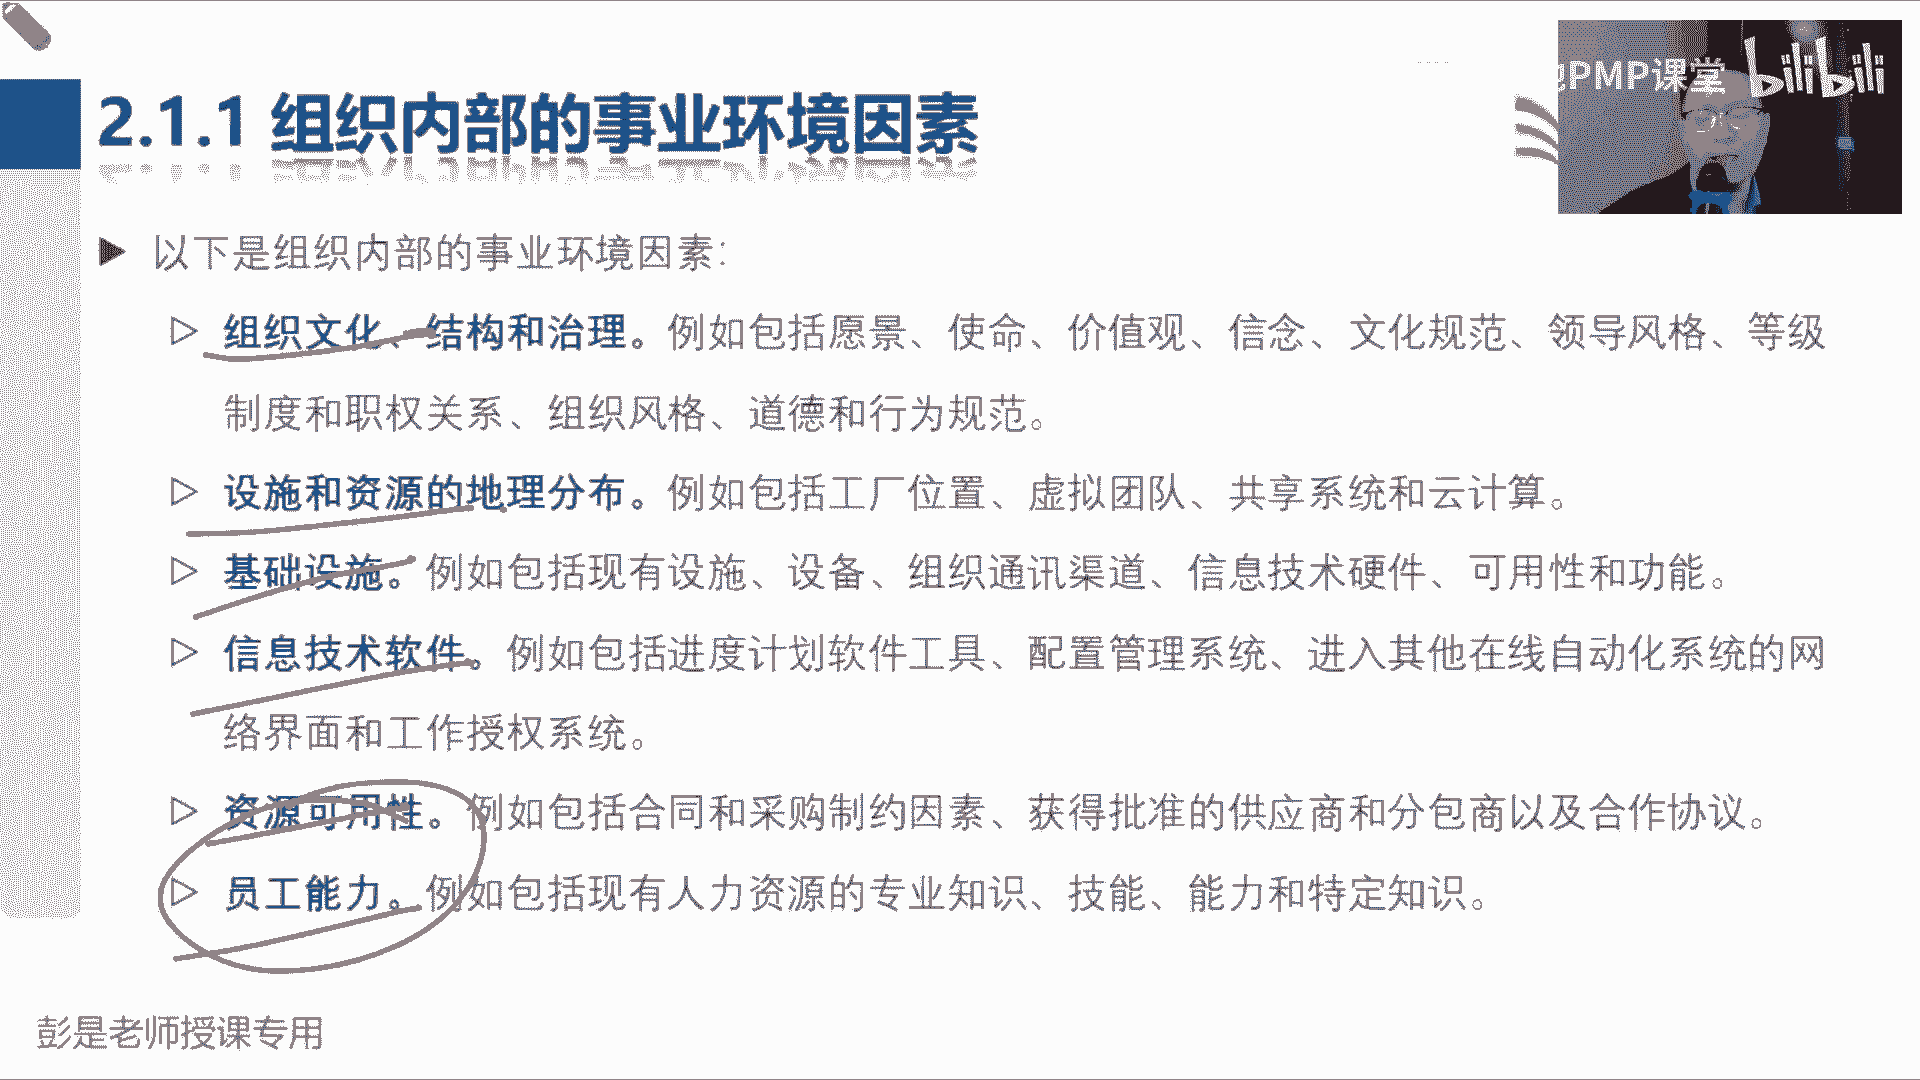 PMP课堂 bilibili
2.1.1 组织内部的事业环境因素
以下是组织内部的事业环境因素：
组织文化、结构和治理。例如包括愿景、使命、价值观、信念、文化规范、领导风格、等级
制度和职权关系、组织风格、道德和行为规范。
设施和资源的地理分布。例如包括工厂位置、虚拟团队、共享系统和云计算。
基础设施。例如包括现有设施、设备、组织通讯渠道、信息技术硬件、可用性和功能。
信息技术软件。例如包括进度计划软件工具、配置管理系统、进入其他在线自动化系统的网
络界面和工作授权系统。
资源可用性。例如包括合同和采购制约因素、获得批准的供应商和分包商以及合作协议。
员工能力。例如包括现有人力资源的专业知识、技能、能力和特定知识。
彭是老师授课专用